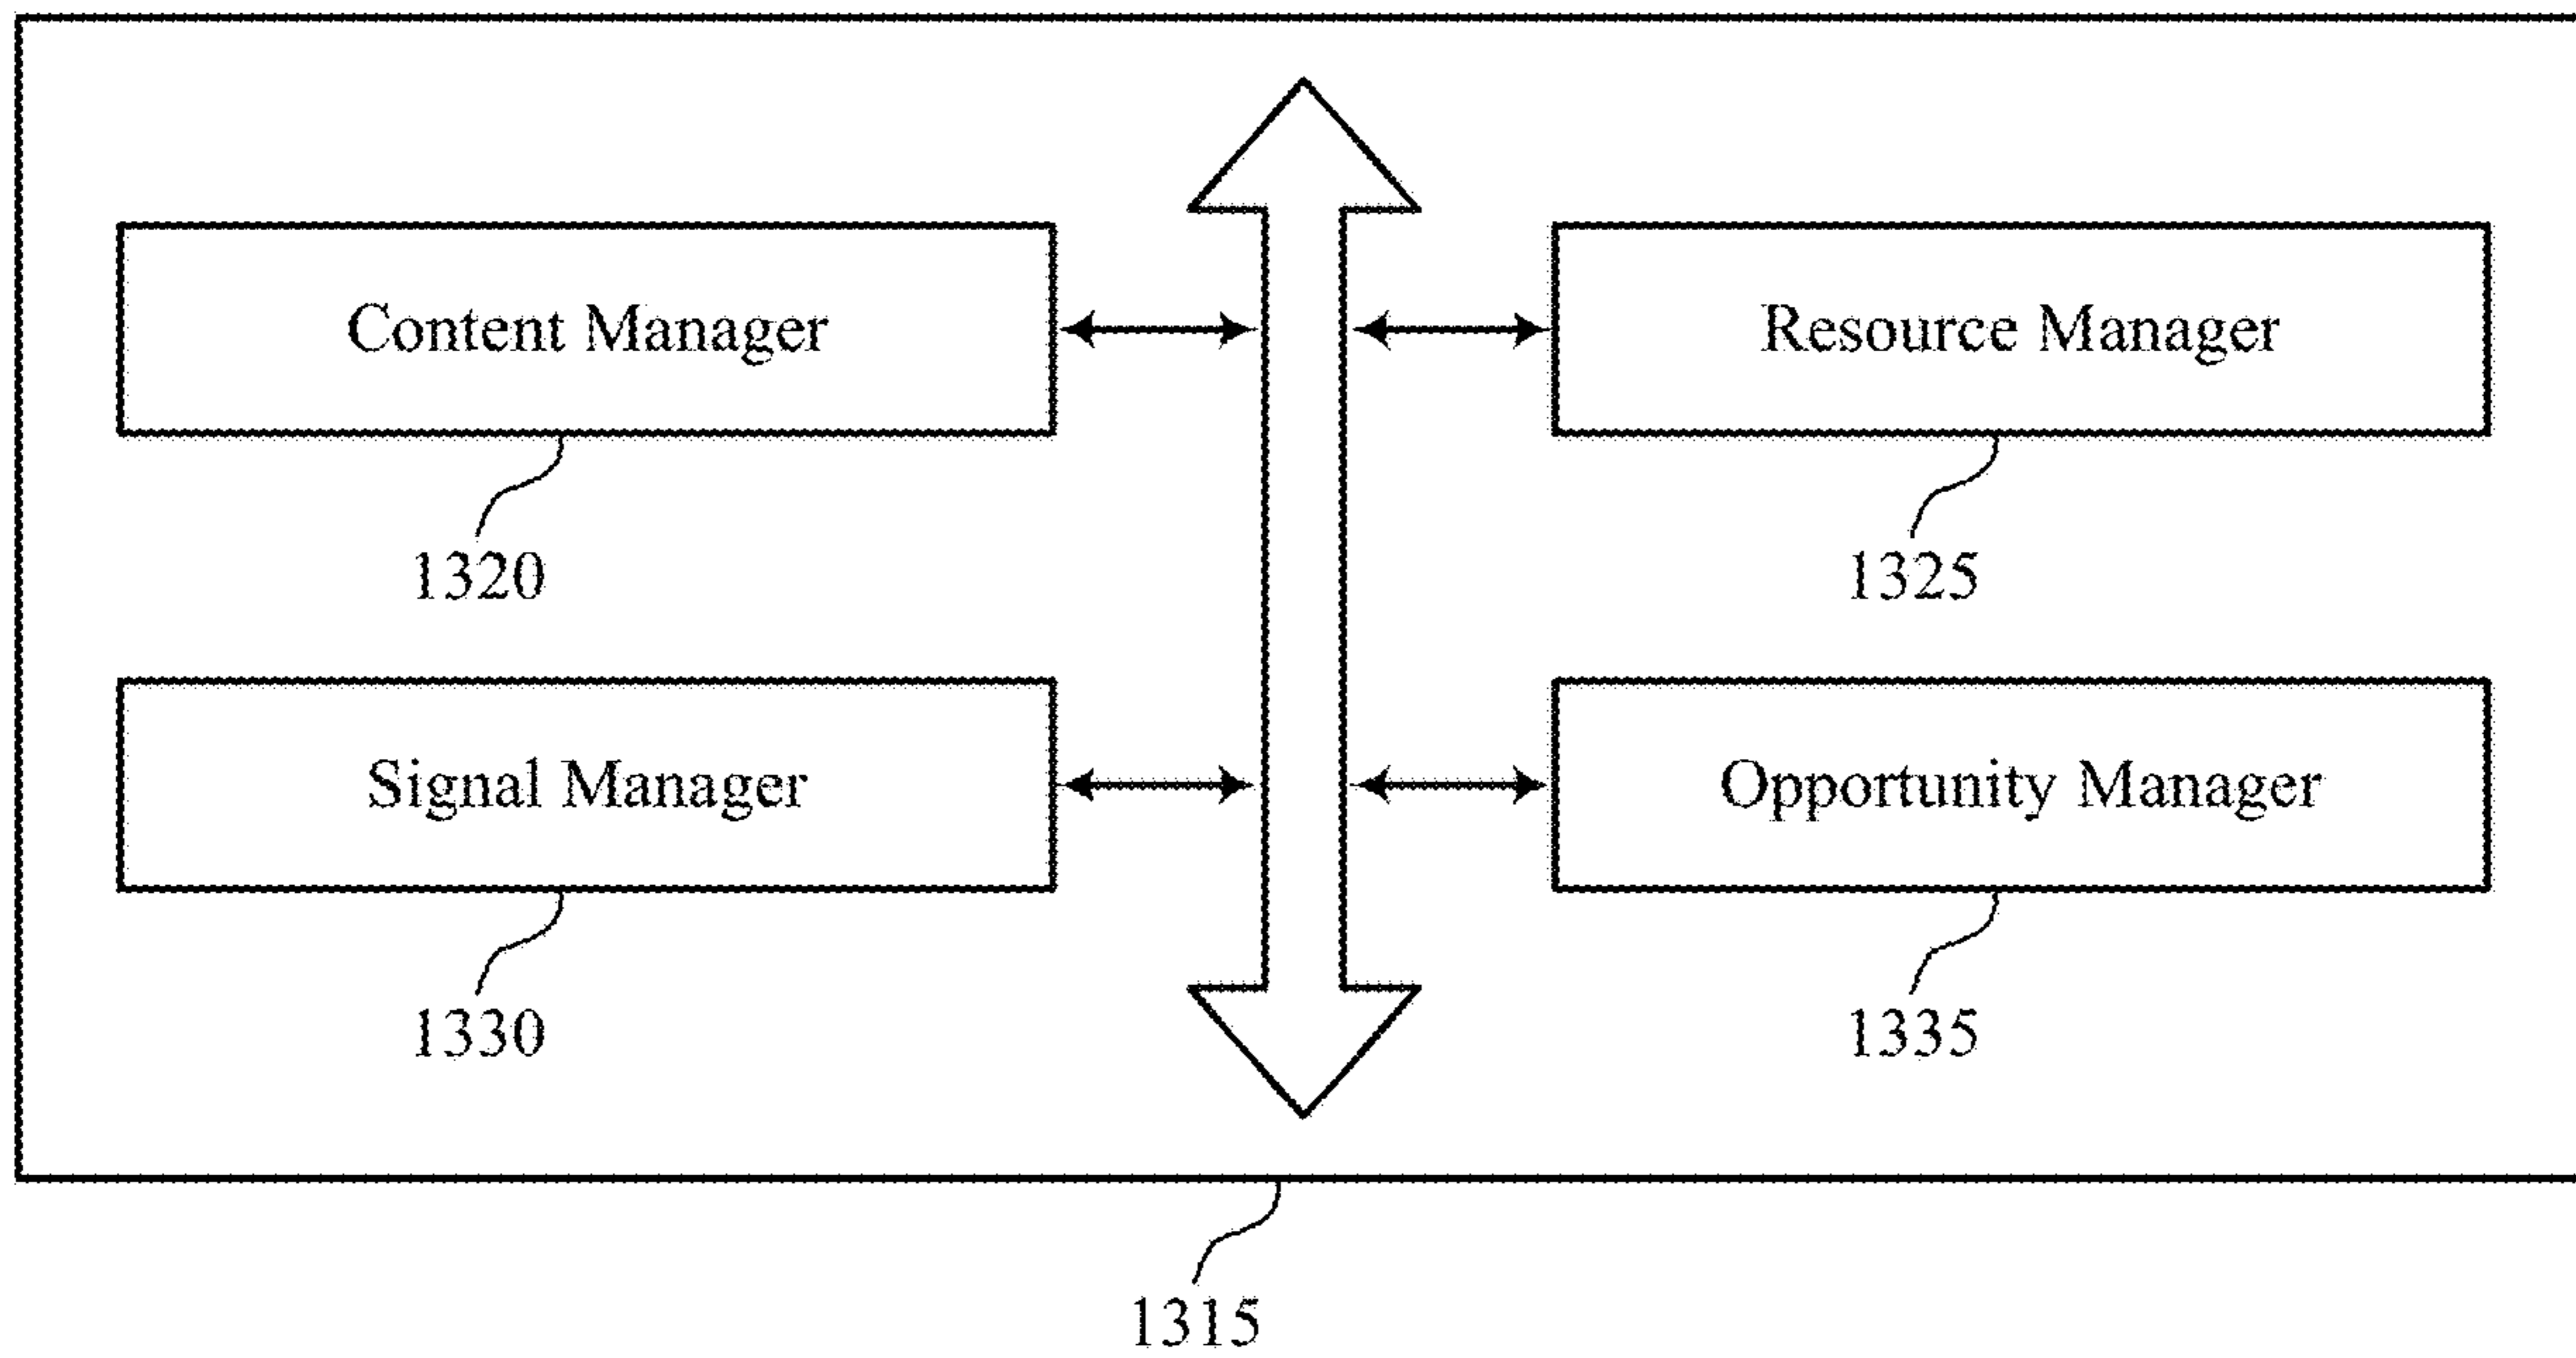 Content Manager
Resource Manager
1320
1325
Signal Manager
Opportunity Manager
1330
1335
1315